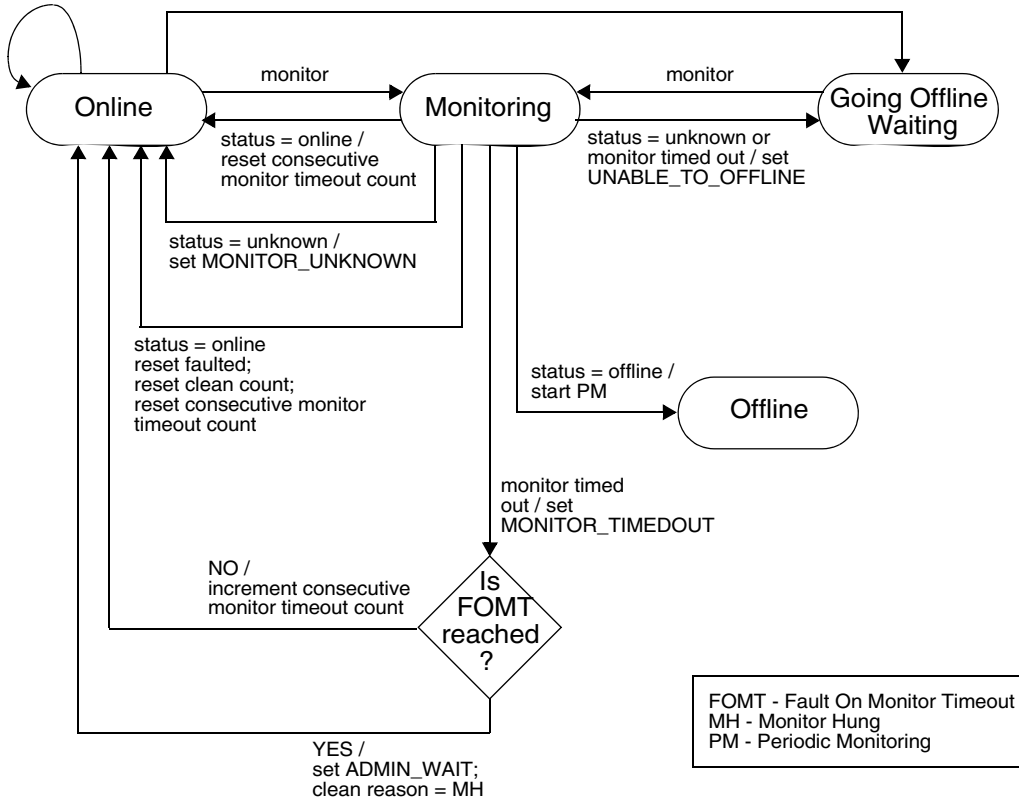 monitor
monitor
Online
Monitoring
Going Offline
Waiting
status = online /
reset consecutive
monitor timeout count
status = unknown or
monitor timed out / set
UNABLE_TO_OFFLINE
status = unknown /
set MONITOR_UNKNOWN
status = online
reset faulted;
reset clean count;
reset consecutive monitor
timeout count
status = offline /
start PM
Offline
monitor timed
out / set
MONITOR_TIMEDOUT
NO /
increment consecutive
monitor timeout count
Is
FOMT
reached
?
YES /
set ADMIN_WAIT;
clean reason = MH
FOMT - Fault On Monitor Timeout
MH - Monitor Hung
PM - Periodic Monitoring